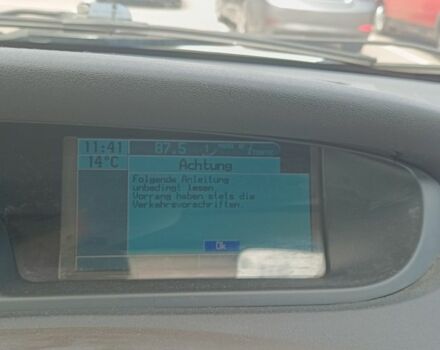 11:41 87.5
14°C
Achtung
Folgende Anleitung
unbedingt lesen
Vorrang haben stets die
Verkehrsvorschriften.
Ok